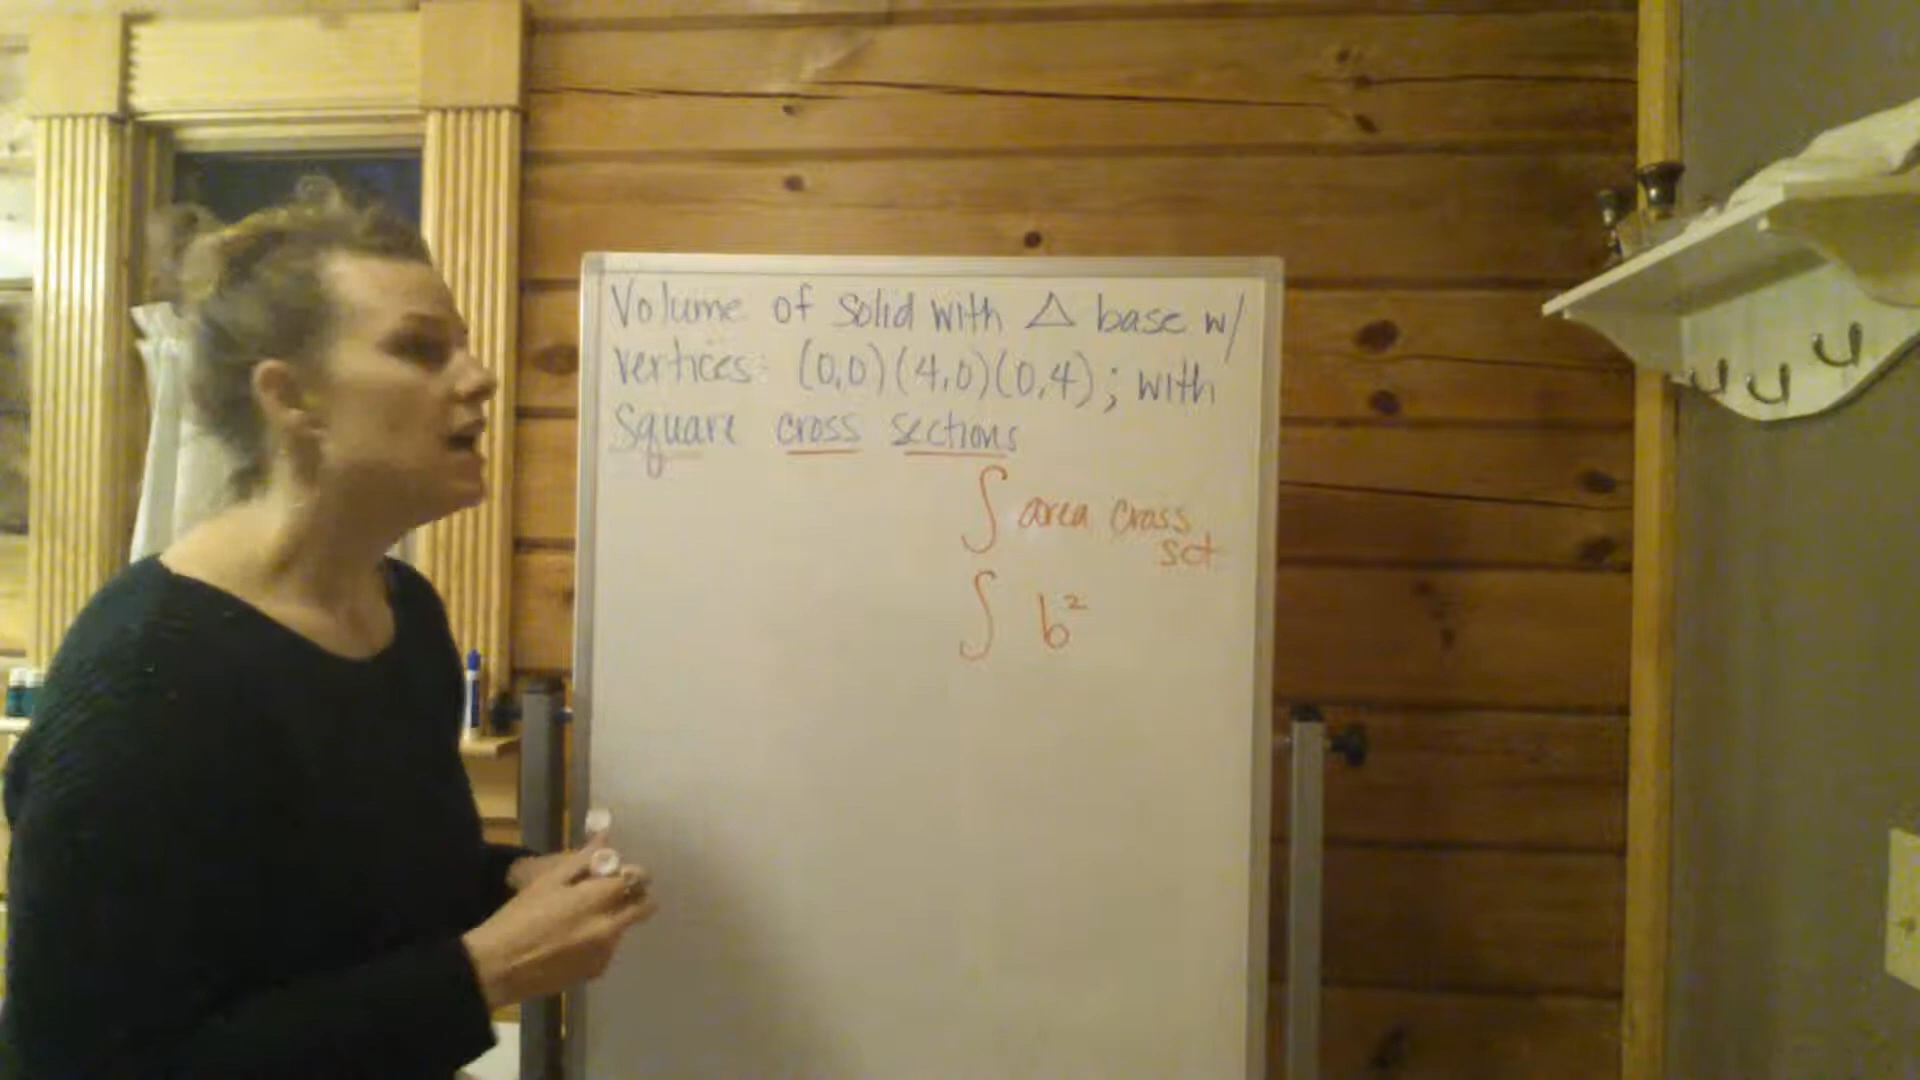 Volume of solid with △ base w/
vertices: (0,0)(4,0)(0,4); with
square cross sections
∫ area cross
sct
∫ b²